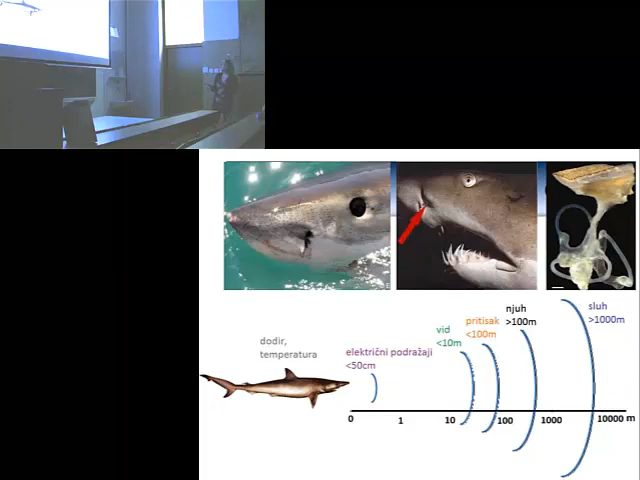 dodir,
temperatura
električni podražaji
<50cm
vid
<10m
pritisak
<100m
njuh
>100m
sluh
>1000m
0 1 10 100 1000 10000 m